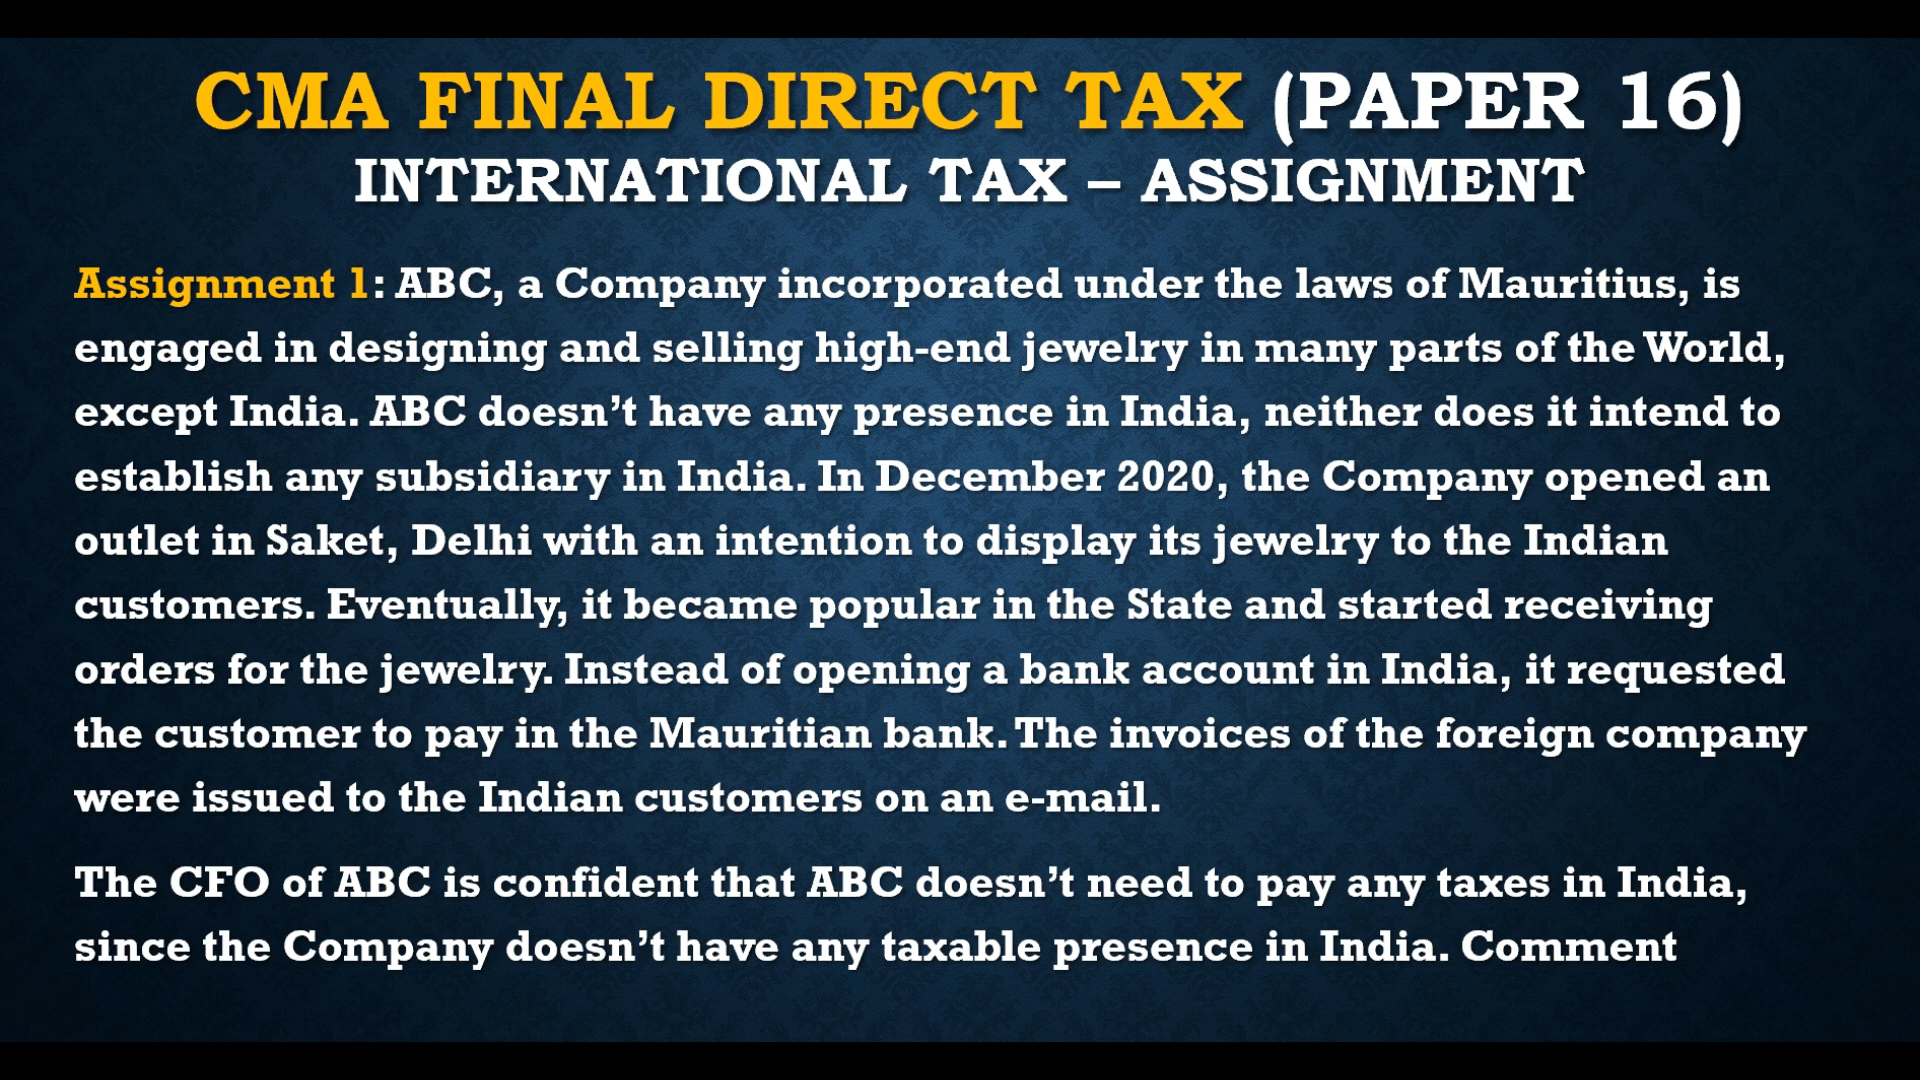 CMA FINAL DIRECT TAX (PAPER 16)
INTERNATIONAL TAX – ASSIGNMENT
Assignment 1: ABC, a Company incorporated under the laws of Mauritius, is
engaged in designing and selling high-end jewelry in many parts of the World,
except India. ABC doesn’t have any presence in India, neither does it intend to
establish any subsidiary in India. In December 2020, the Company opened an
outlet in Saket, Delhi with an intention to display its jewelry to the Indian
customers. Eventually, it became popular in the State and started receiving
orders for the jewelry. Instead of opening a bank account in India, it requested
the customer to pay in the Mauritian bank. The invoices of the foreign company
were issued to the Indian customers on an e-mail.
The CFO of ABC is confident that ABC doesn’t need to pay any taxes in India,
since the Company doesn’t have any taxable presence in India. Comment